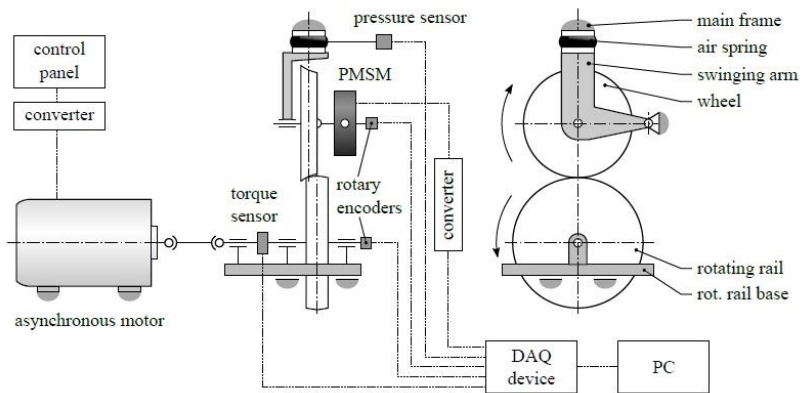 control
panel
converter
pressure sensor
PMSM
torque
sensor
rotary
encoders
converter
asynchronous motor
main frame
air spring
swinging arm
wheel
rotating rail
rot. rail base
DAQ
device
PC